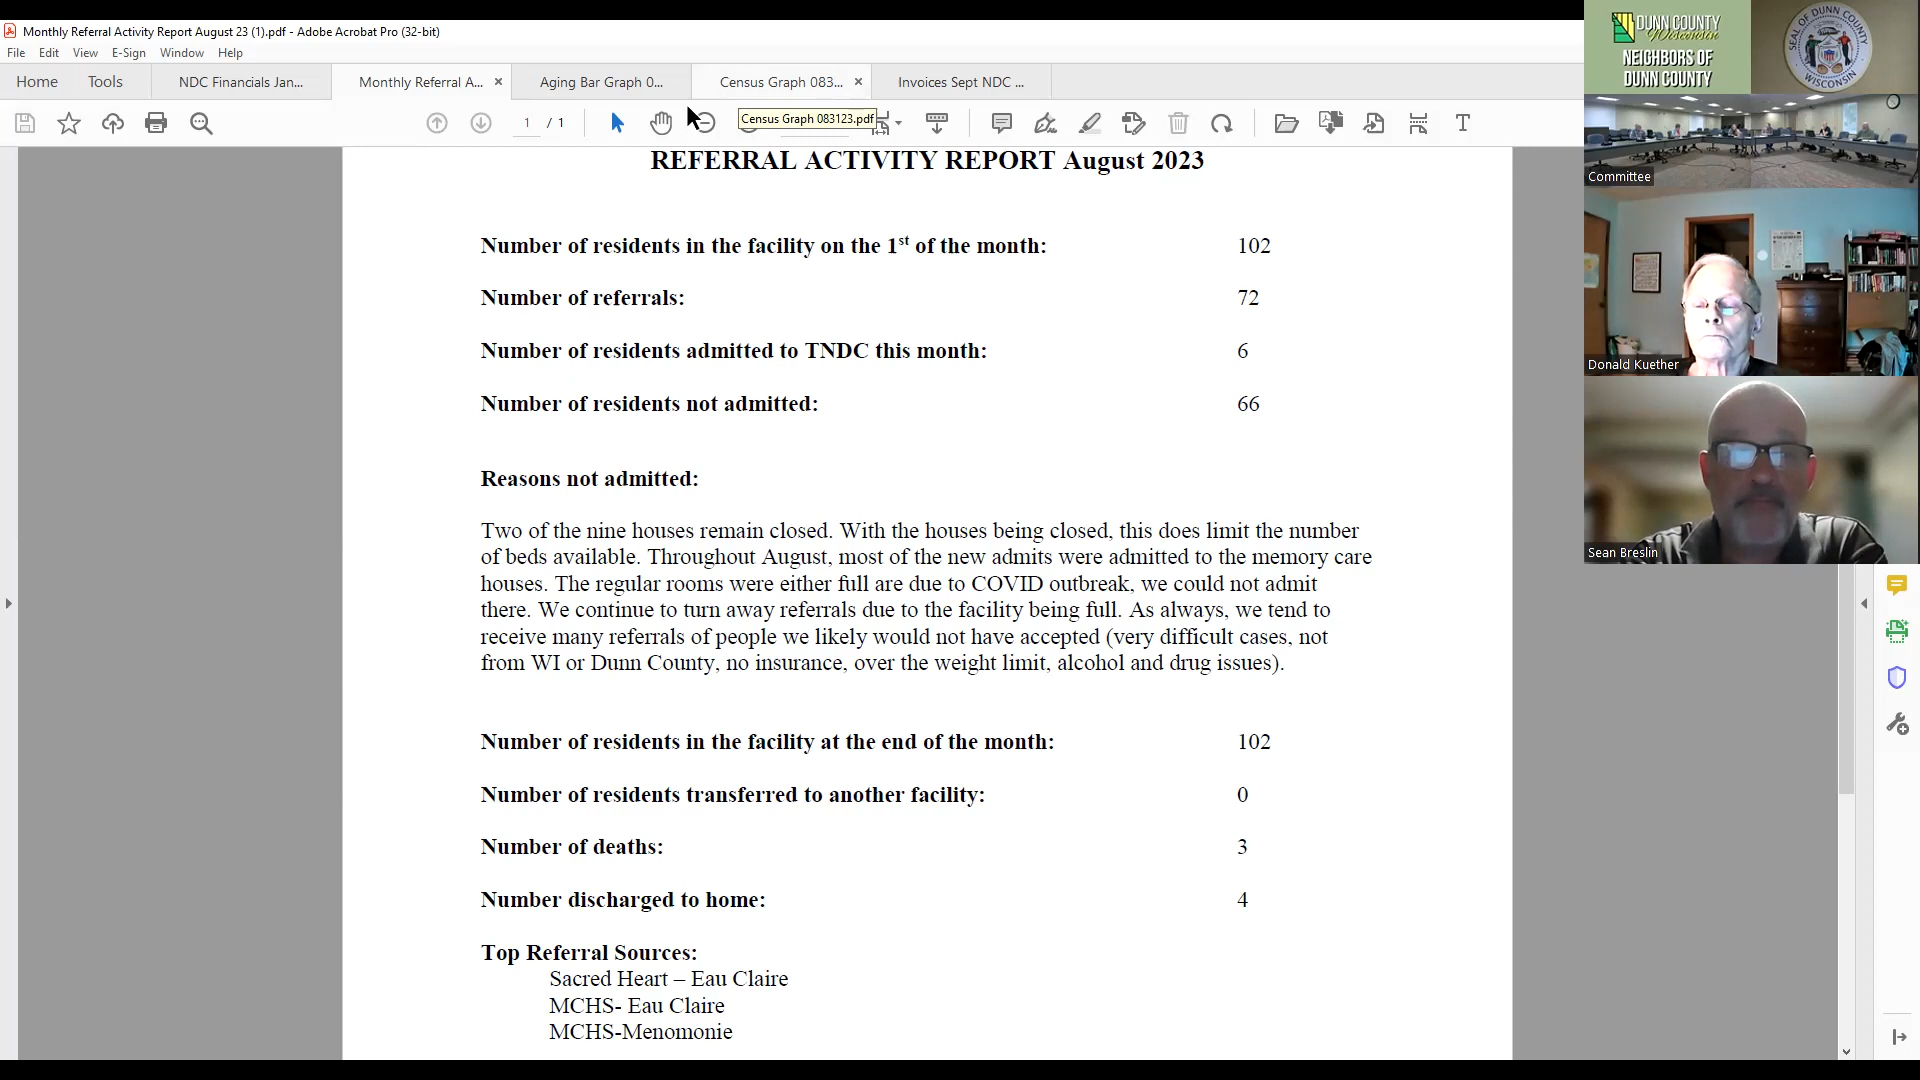 Monthly Referral Activity Report August 23 (1).pdf - Adobe Acrobat Pro (32-bit)
File Edit View E-Sign Window Help
Home Tools NDC Financials Jan... Monthly Referral A... Aging Bar Graph 0... Census Graph 083... Invoices Sept NDC ...
1 / 1
Census Graph 083123.pdf
REFERRAL ACTIVITY REPORT August 2023
Number of residents in the facility on the 1st of the month: 102
Number of referrals: 72
Number of residents admitted to TNDC this month: 6
Number of residents not admitted: 66
Reasons not admitted:
Two of the nine houses remain closed. With the houses being closed, this does limit the number
of beds available. Throughout August, most of the new admits were admitted to the memory care
houses. The regular rooms were either full are due to COVID outbreak, we could not admit
there. We continue to turn away referrals due to the facility being full. As always, we tend to
receive many referrals of people we likely would not have accepted (very difficult cases, not
from WI or Dunn County, no insurance, over the weight limit, alcohol and drug issues).
Number of residents in the facility at the end of the month: 102
Number of residents transferred to another facility: 0
Number of deaths: 3
Number discharged to home: 4
Top Referral Sources:
Sacred Heart – Eau Claire
MCHS- Eau Claire
MCHS-Menomonie
DUNN COUNTY
Wisconsin
NEIGHBORS OF
DUNN COUNTY
SEAL OF DUNN COUNTY
WISCONSIN
Committee
Donald Kuether
Sean Breslin